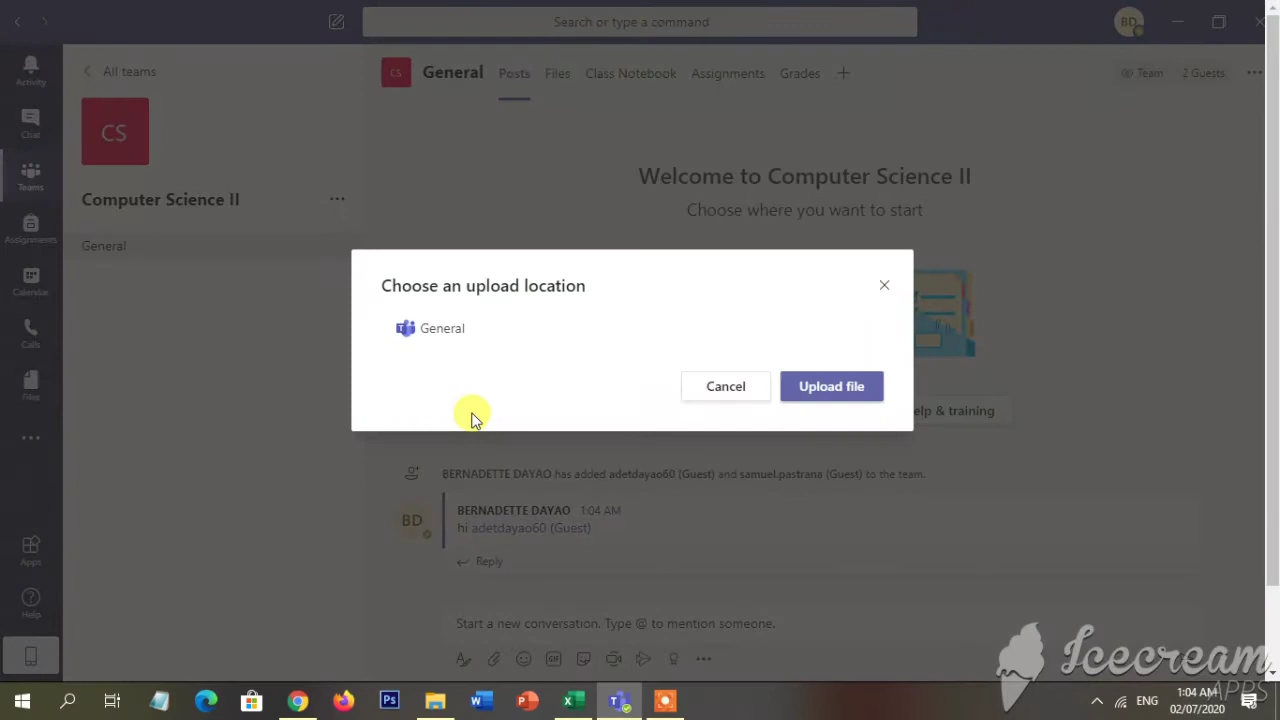 Search or type a command
BD
Activity
Chat
Teams
Assignments
Calendar
Calls
Files
Apps
Help
All teams
CS
Computer Science II
General
CS
General Posts Files Class Notebook Assignments Grades
Team 2 Guests
Welcome to Computer Science II
Choose where you want to start
Choose an upload location
General
Cancel Upload file
elp & training
BERNADETTE DAYAO has added adetdayao60 (Guest) and samuel.pastrana (Guest) to the team.
BD
BERNADETTE DAYAO 1:04 AM
hi adetdayao60 (Guest)
Reply
Start a new conversation. Type @ to mention someone.
GIF
Icecream
APPS
Ps
ENG
1:04 AM
02/07/2020